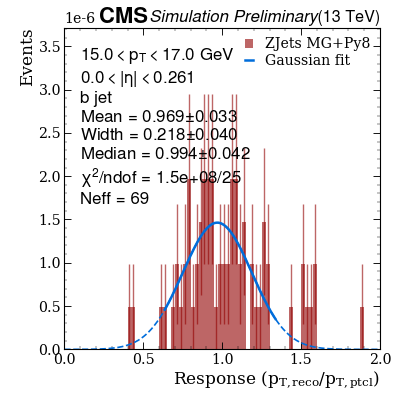 1e-6 CMS Simulation Preliminary (13 TeV)
Events
15.0 < p_T < 17.0 GeV
0.0 < |η| < 0.261
b jet
Mean = 0.969±0.033
Width = 0.218±0.040
Median = 0.994±0.042
χ²/ndof = 1.5e+08/25
Neff = 69
ZJets MG+Py8
Gaussian fit
3.5
3.0
2.5
2.0
1.5
1.0
0.5
0.0
0.0 0.5 1.0 1.5 2.0
Response (p_T,reco/p_T,ptcl)